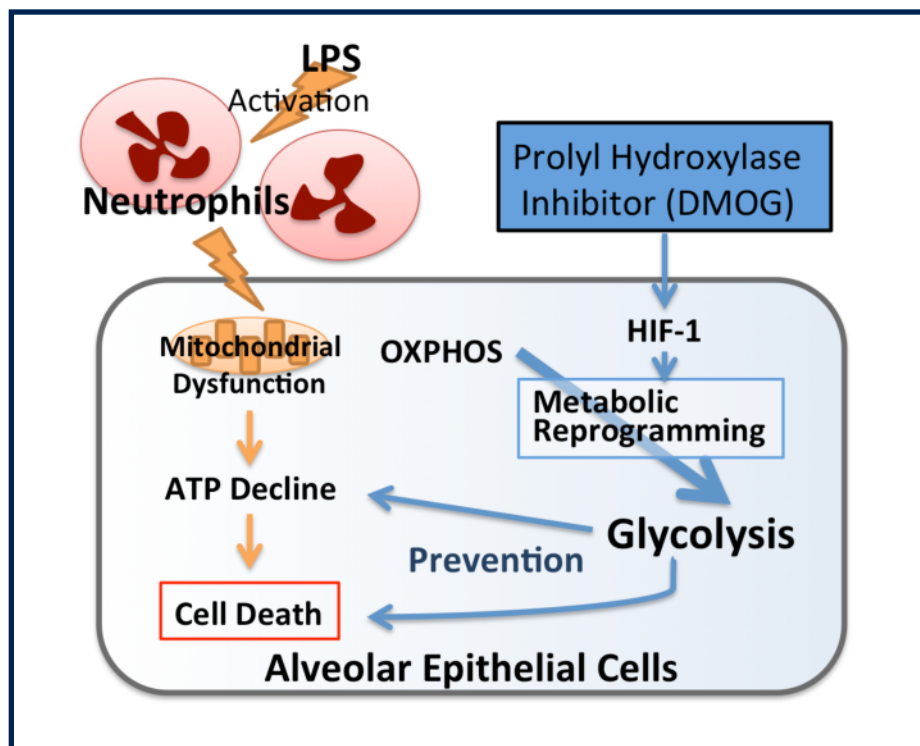 LPS
Activation
Neutrophils
Prolyl Hydroxylase
Inhibitor (DMOG)
Mitochondrial
Dysfunction
OXPHOS
HIF-1
Metabolic
Reprogramming
ATP Decline
Glycolysis
Prevention
Cell Death
Alveolar Epithelial Cells